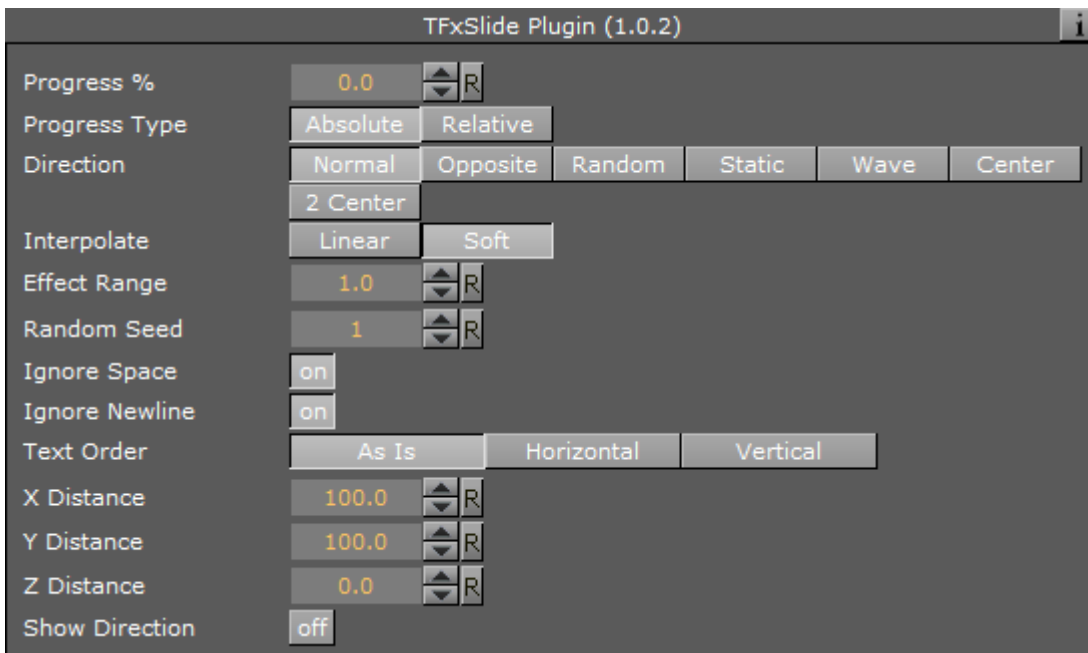 TFxSlide Plugin (1.0.2) i
Progress % 0.0 R
Progress Type Absolute Relative
Direction Normal Opposite Random Static Wave Center
2 Center
Interpolate Linear Soft
Effect Range 1.0 R
Random Seed 1 R
Ignore Space on
Ignore Newline on
Text Order As Is Horizontal Vertical
X Distance 100.0 R
Y Distance 100.0 R
Z Distance 0.0 R
Show Direction off